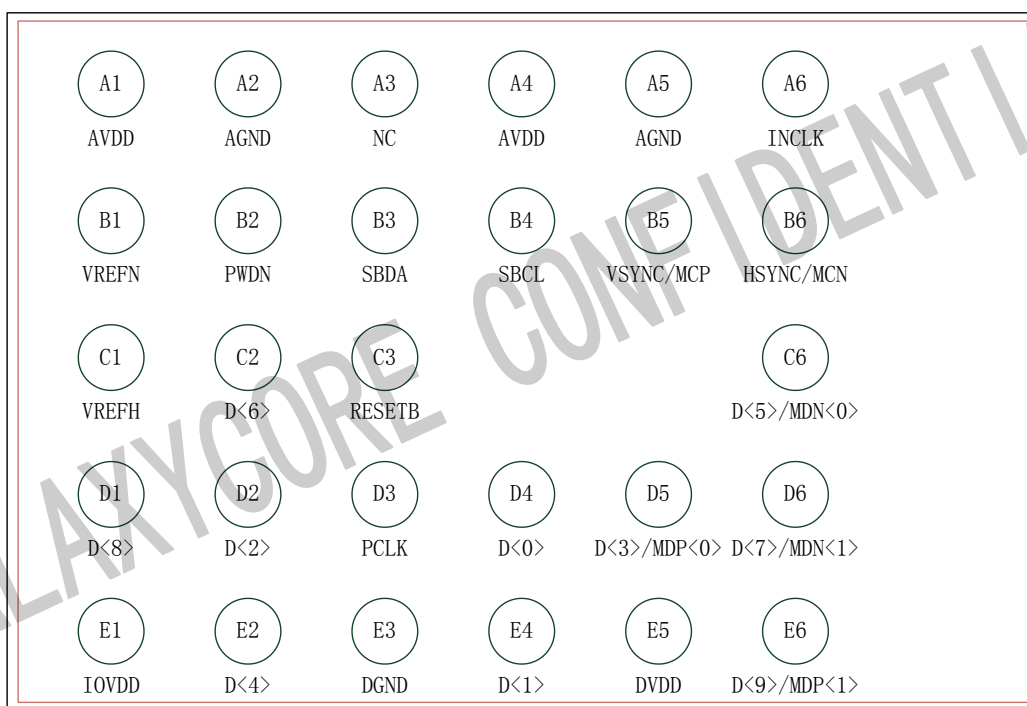 A1 A2 A3 A4 A5 A6
AVDD AGND NC AVDD AGND INCLK
B1 B2 B3 B4 B5 B6
VREFN PWDN SBDA SBCL VSYNC/MCP HSYNC/MCN
C1 C2 C3 C6
VREFH D<6> RESETB D<5>/MDN<0>
D1 D2 D3 D4 D5 D6
D<8> D<2> PCLK D<0> D<3>/MDP<0> D<7>/MDN<1>
E1 E2 E3 E4 E5 E6
IOVDD D<4> DGND D<1> DVDD D<9>/MDP<1>
ALAXYCORE CONFIDENTI